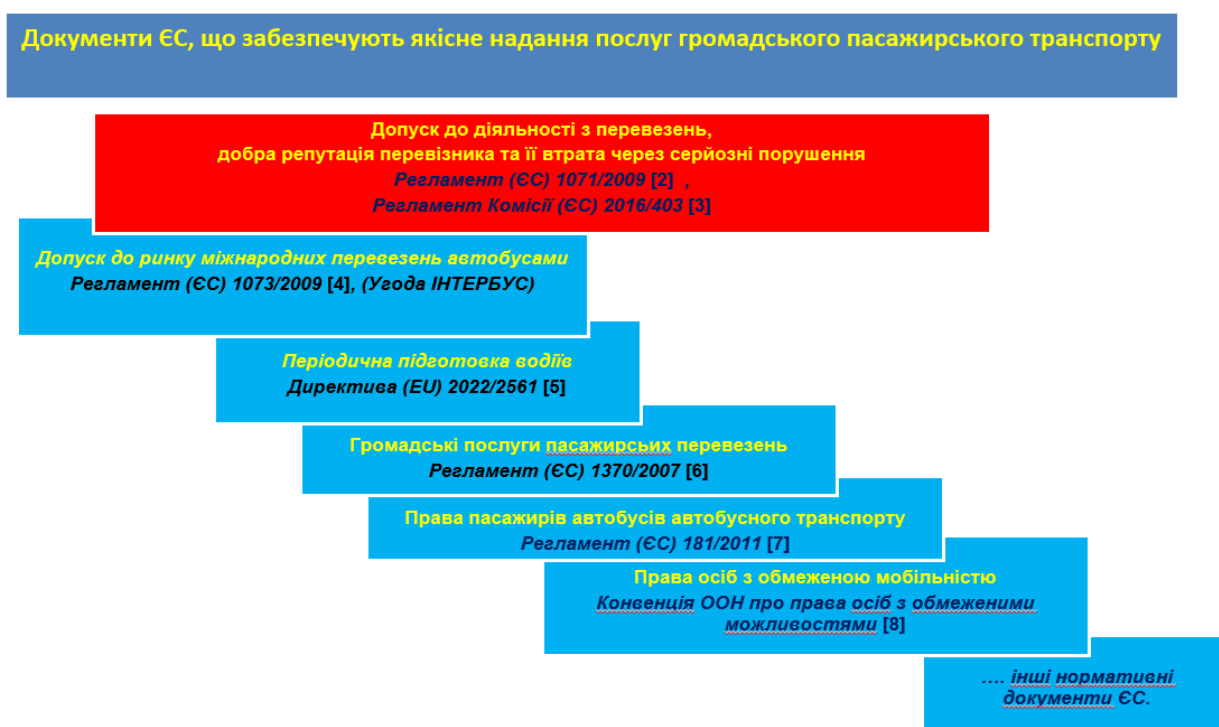 Документи ЄС, що забезпечують якісне надання послуг громадського пасажирського транспорту
Допуск до діяльності з перевезень,
добра репутація перевізника та її втрата через серйозні порушення
Регламент (ЄС) 1071/2009 [2] ,
Регламент Комісії (ЄС) 2016/403 [3]
Допуск до ринку міжнародних перевезень автобусами
Регламент (ЄС) 1073/2009 [4], (Угода ІНТЕРБУС)
Періодична підготовка водіїв
Директива (EU) 2022/2561 [5]
Громадські послуги пасажирсьих перевезень
Регламент (ЄС) 1370/2007 [6]
Права пасажирів автобусів автобусного транспорту
Регламент (ЄС) 181/2011 [7]
Права осіб з обмеженою мобільністю
Конвенція ООН про права осіб з обмеженими
можливостями [8]
.... інші нормативні
документи ЄС.